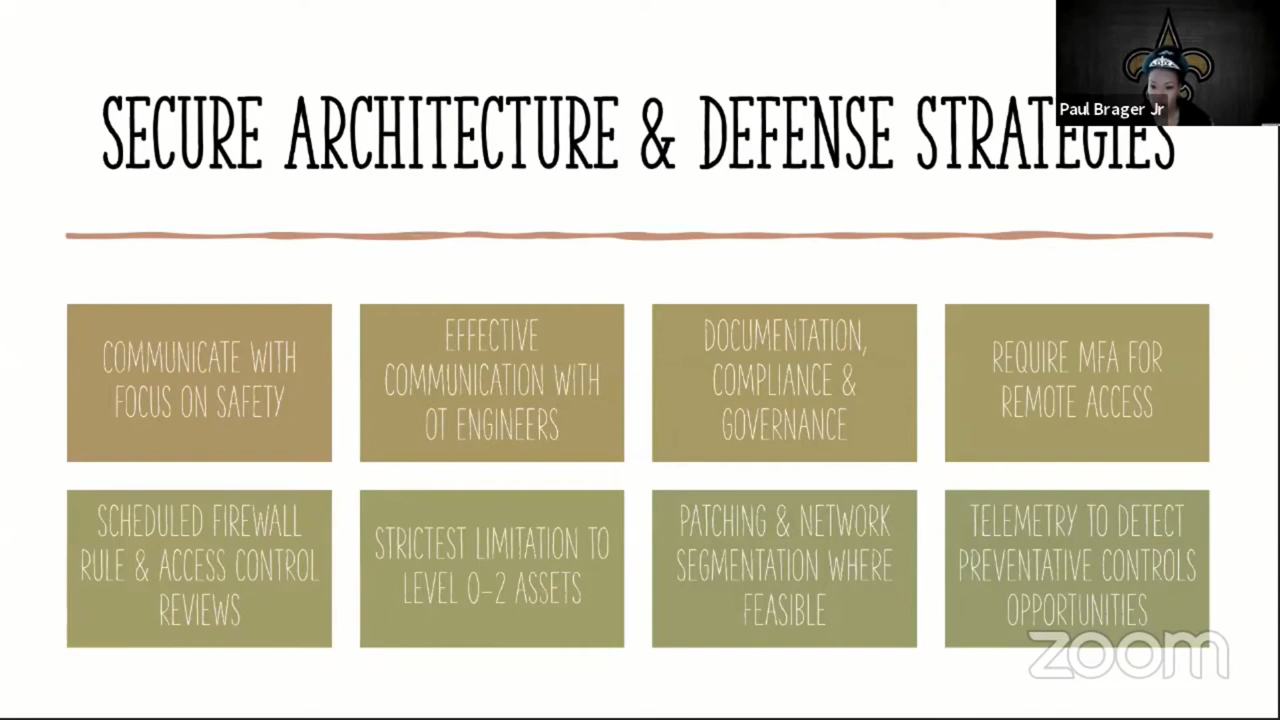 Paul Brager Jr
SECURE ARCHITECTURE & DEFENSE STRATEGIES
COMMUNICATE WITH
FOCUS ON SAFETY
EFFECTIVE
COMMUNICATION WITH
OT ENGINEERS
DOCUMENTATION,
COMPLIANCE &
GOVERNANCE
REQUIRE MFA FOR
REMOTE ACCESS
SCHEDULED FIREWALL
RULE & ACCESS CONTROL
REVIEWS
STRICTEST LIMITATION TO
LEVEL 0-2 ASSETS
PATCHING & NETWORK
SEGMENTATION WHERE
FEASIBLE
TELEMETRY TO DETECT
PREVENTATIVE CONTROLS
OPPORTUNITIES
zoom